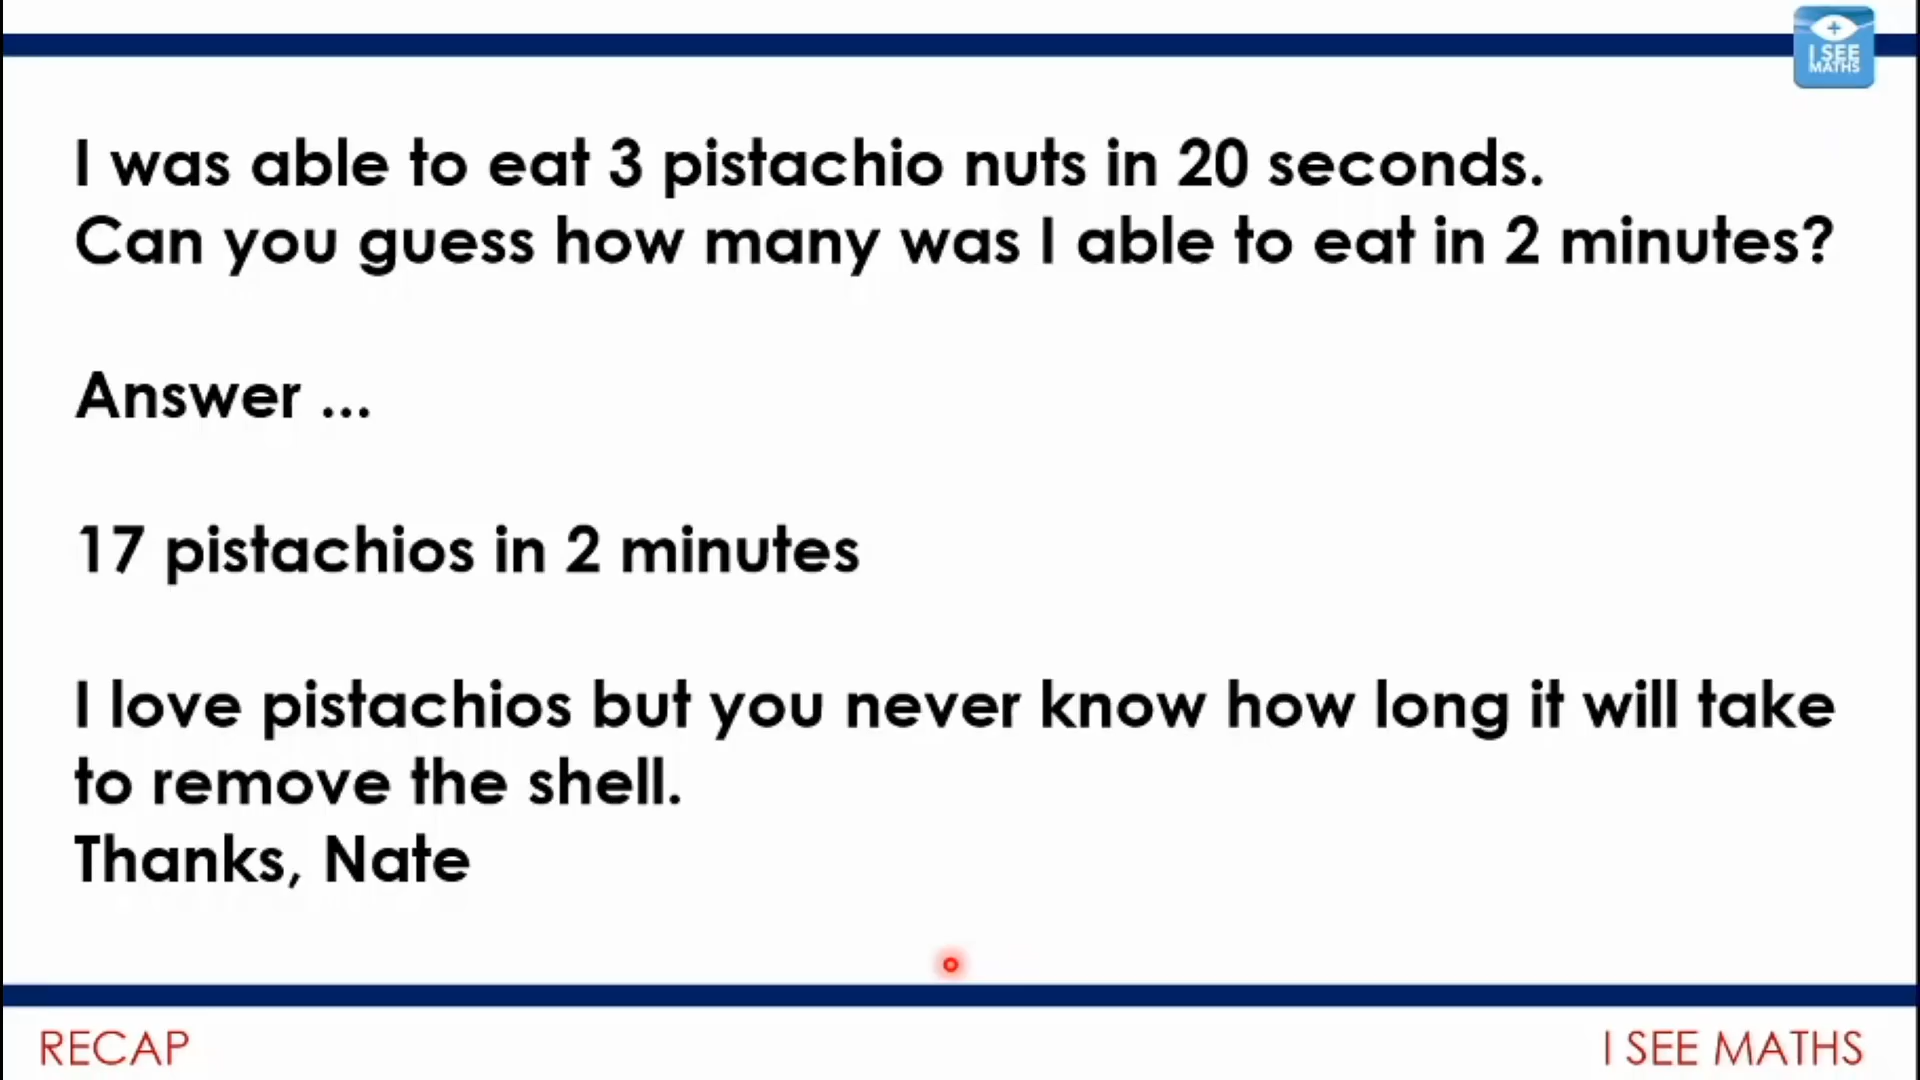 I SEE
MATHS
I was able to eat 3 pistachio nuts in 20 seconds.
Can you guess how many was I able to eat in 2 minutes?
Answer ...
17 pistachios in 2 minutes
I love pistachios but you never know how long it will take
to remove the shell.
Thanks, Nate
RECAP
I SEE MATHS